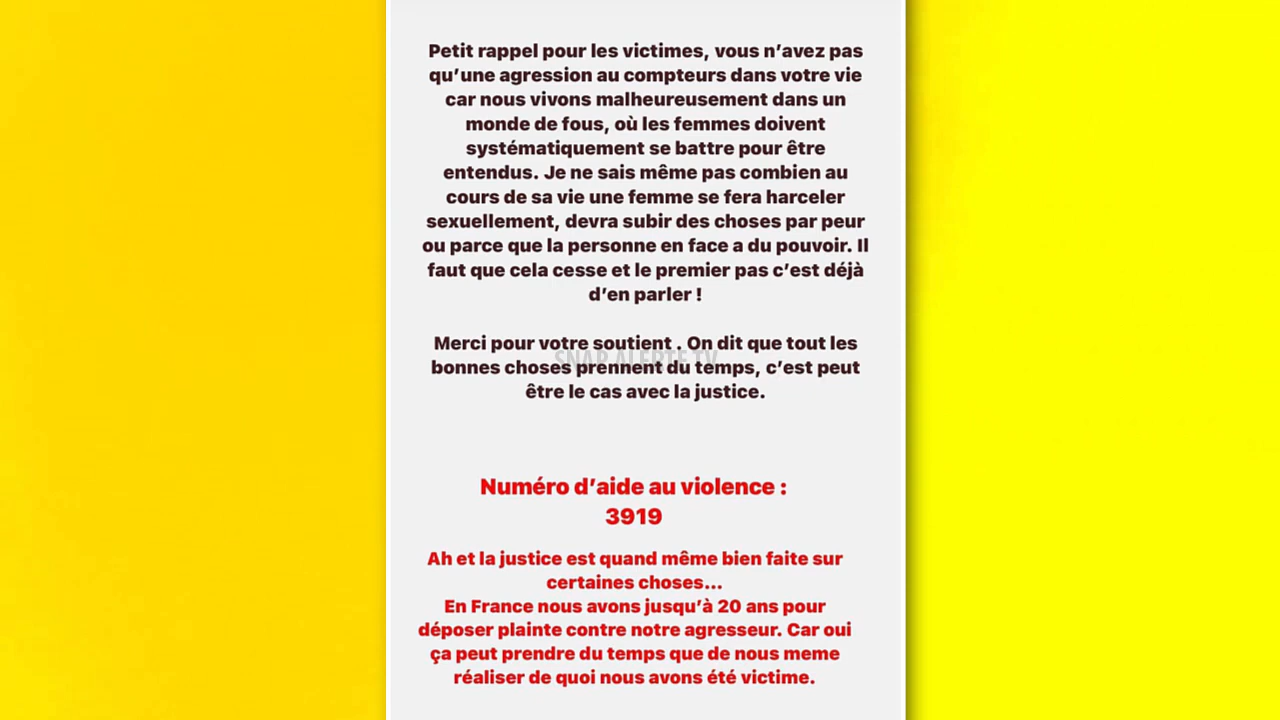 Petit rappel pour les victimes, vous n’avez pas
qu’une agression au compteurs dans votre vie
car nous vivons malheureusement dans un
monde de fous, où les femmes doivent
systématiquement se battre pour être
entendus. Je ne sais même pas combien au
cours de sa vie une femme se fera harceler
sexuellement, devra subir des choses par peur
ou parce que la personne en face a du pouvoir. Il
faut que cela cesse et le premier pas c’est déjà
d’en parler !
Merci pour votre soutient . On dit que tout les
SNAP ALERTE TV
bonnes choses prennent du temps, c’est peut
être le cas avec la justice.
Numéro d’aide au violence :
3919
Ah et la justice est quand même bien faite sur
certaines choses...
En France nous avons jusqu’à 20 ans pour
déposer plainte contre notre agresseur. Car oui
ça peut prendre du temps que de nous meme
réaliser de quoi nous avons été victime.